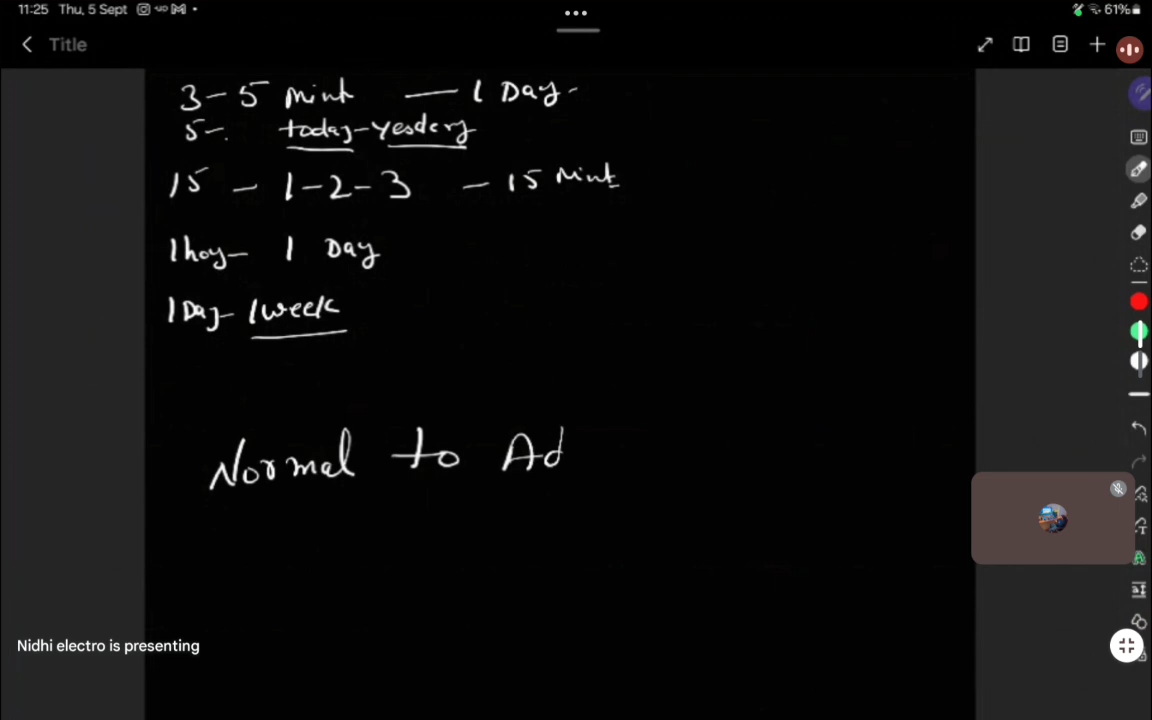 11:25 Thu, 5 Sept
61%
Title
3-5 Mint — 1 Day-
5-. today-yesdery
15 - 1-2-3 - 15 Mint
1hoy- 1 Day
1Day- 1week
Normal to Ad
Nidhi electro is presenting